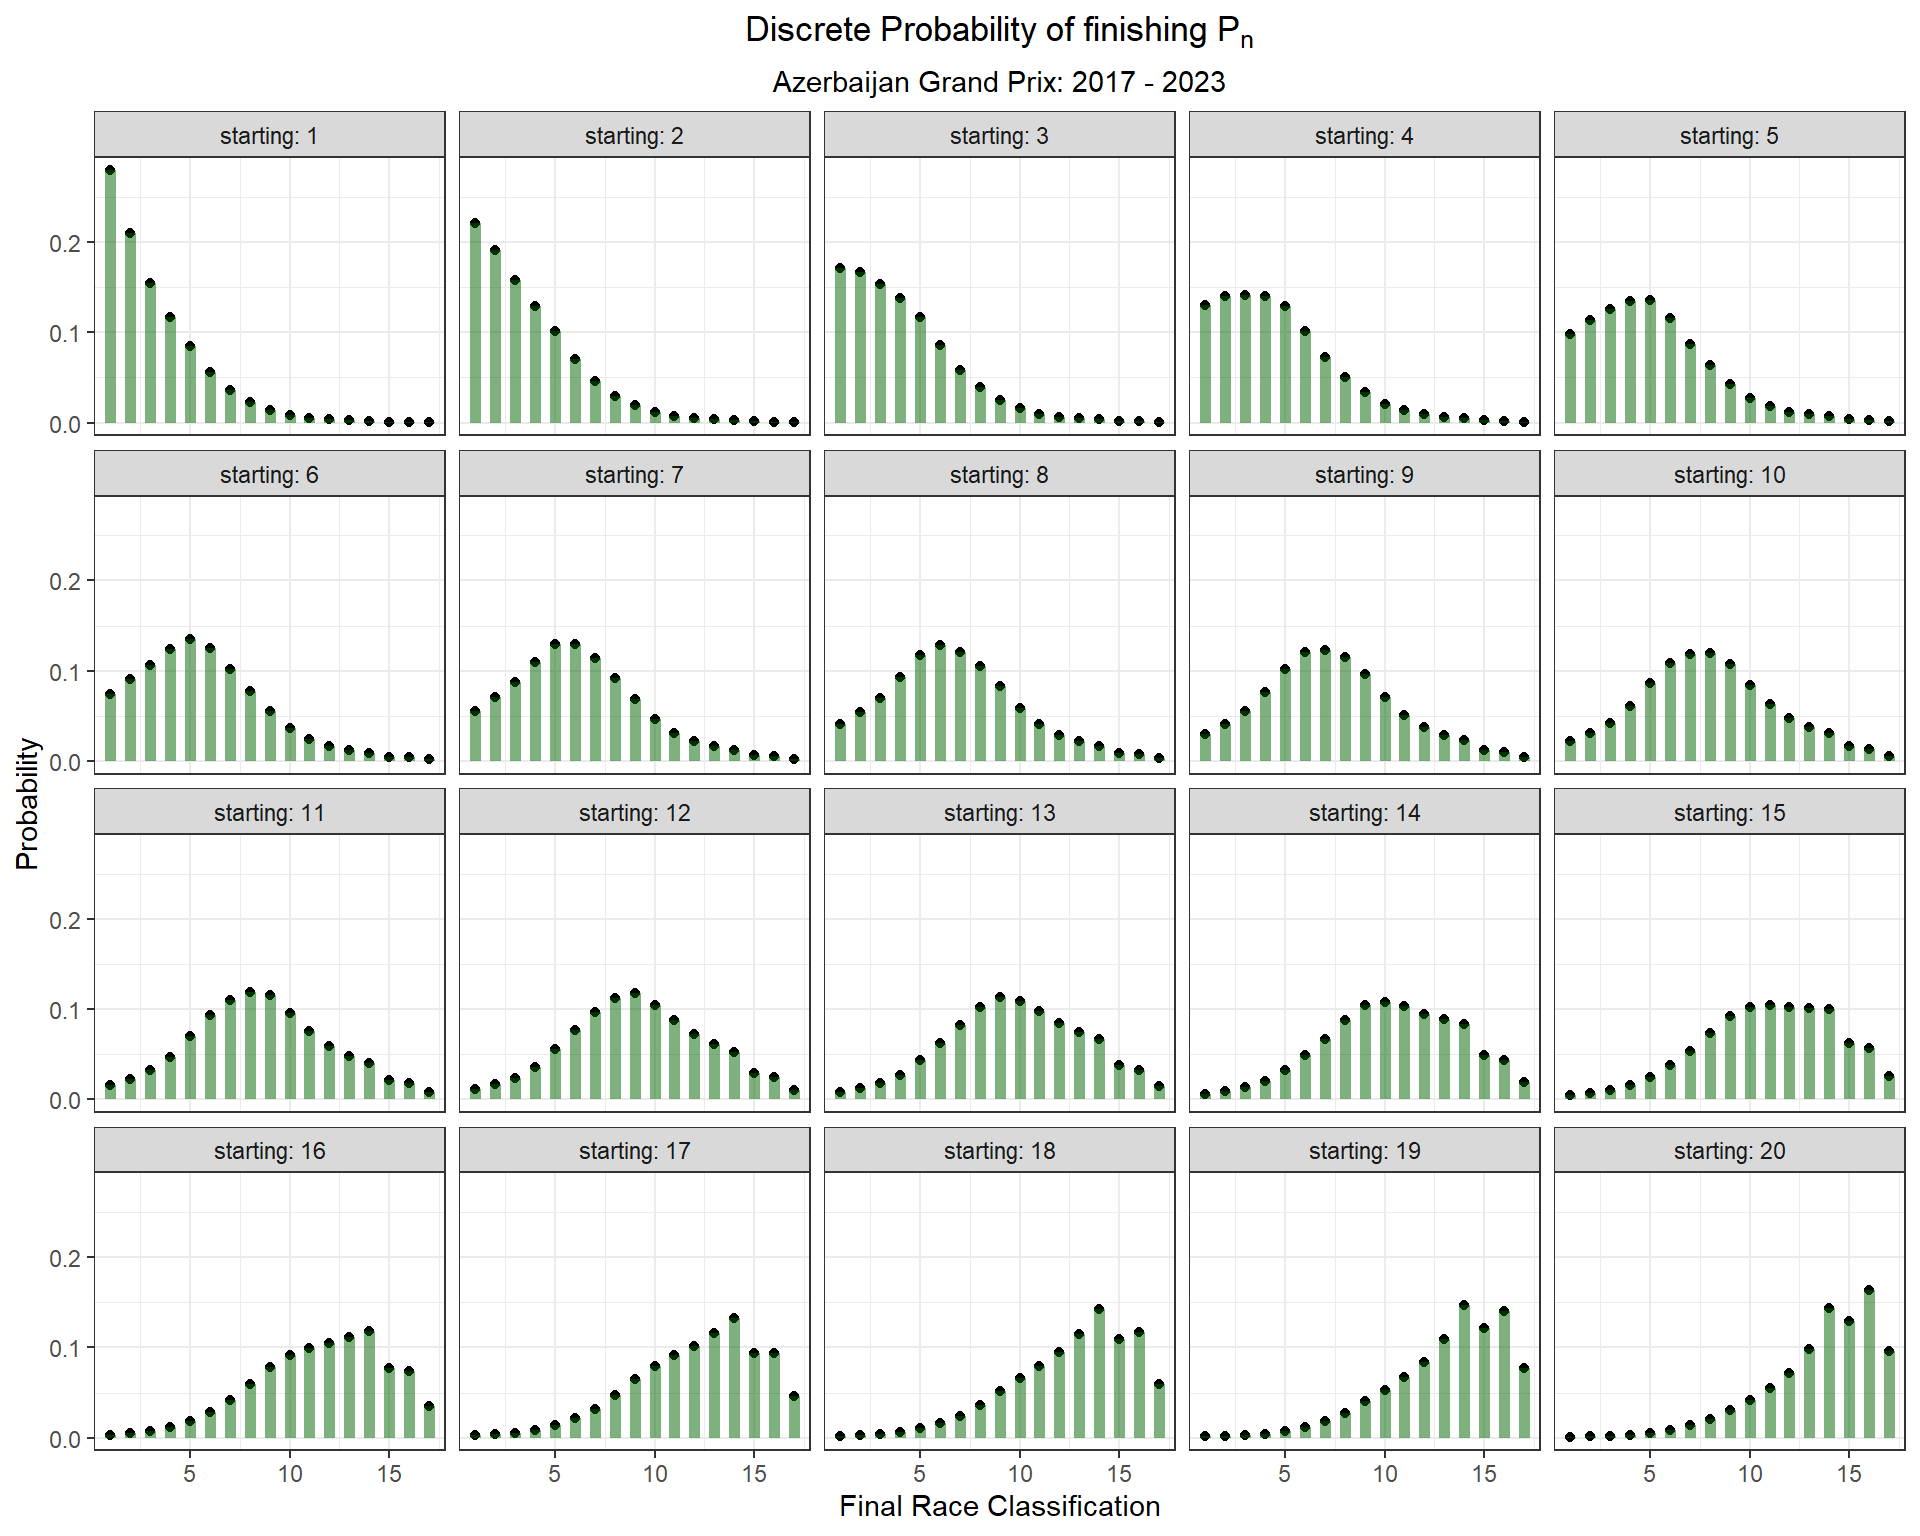 Discrete Probability of finishing Pn
Azerbaijan Grand Prix: 2017 - 2023
starting: 1
starting: 2
starting: 3
starting: 4
starting: 5
0.2
0.1
0.0
starting: 6
starting: 7
starting: 8
starting: 9
starting: 10
0.2
0.1
0.0
Probability
starting: 11
starting: 12
starting: 13
starting: 14
starting: 15
0.2
0.1
0.0
starting: 16
starting: 17
starting: 18
starting: 19
starting: 20
0.2
0.1
0.0
5 10 15
5 10 15
5 10 15
5 10 15
5 10 15
Final Race Classification